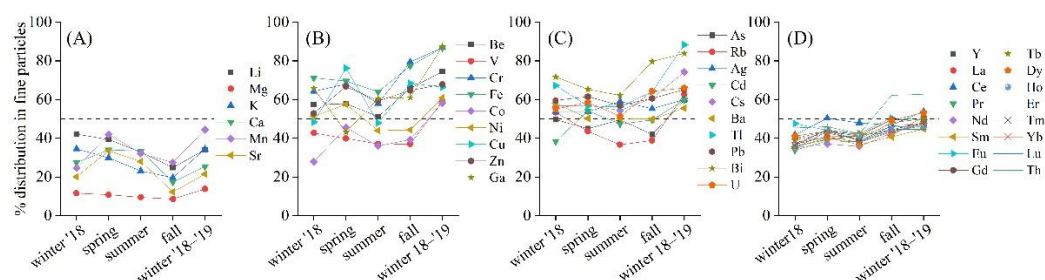 % distribution in fine particles
100
80
60
40
20
0
(A)
Li
Mg
K
Ca
Mn
Sr
winter '18
spring
summer
fall
winter '18–'19
100
80
60
40
20
0
(B)
Be
V
Cr
Fe
Co
Ni
Cu
Zn
Ga
winter '18
spring
summer
fall
winter '18–'19
100
80
60
40
20
0
(C)
As
Rb
Ag
Cd
Cs
Ba
Tl
Pb
Bi
U
winter '18
spring
summer
fall
winter '18–'19
100
80
60
40
20
0
(D)
Y Tb
La Dy
Ce Ho
Pr Er
Nd Tm
Sm Yb
Eu Lu
Gd Th
winter'18
spring
summer
fall
winter '18–'19